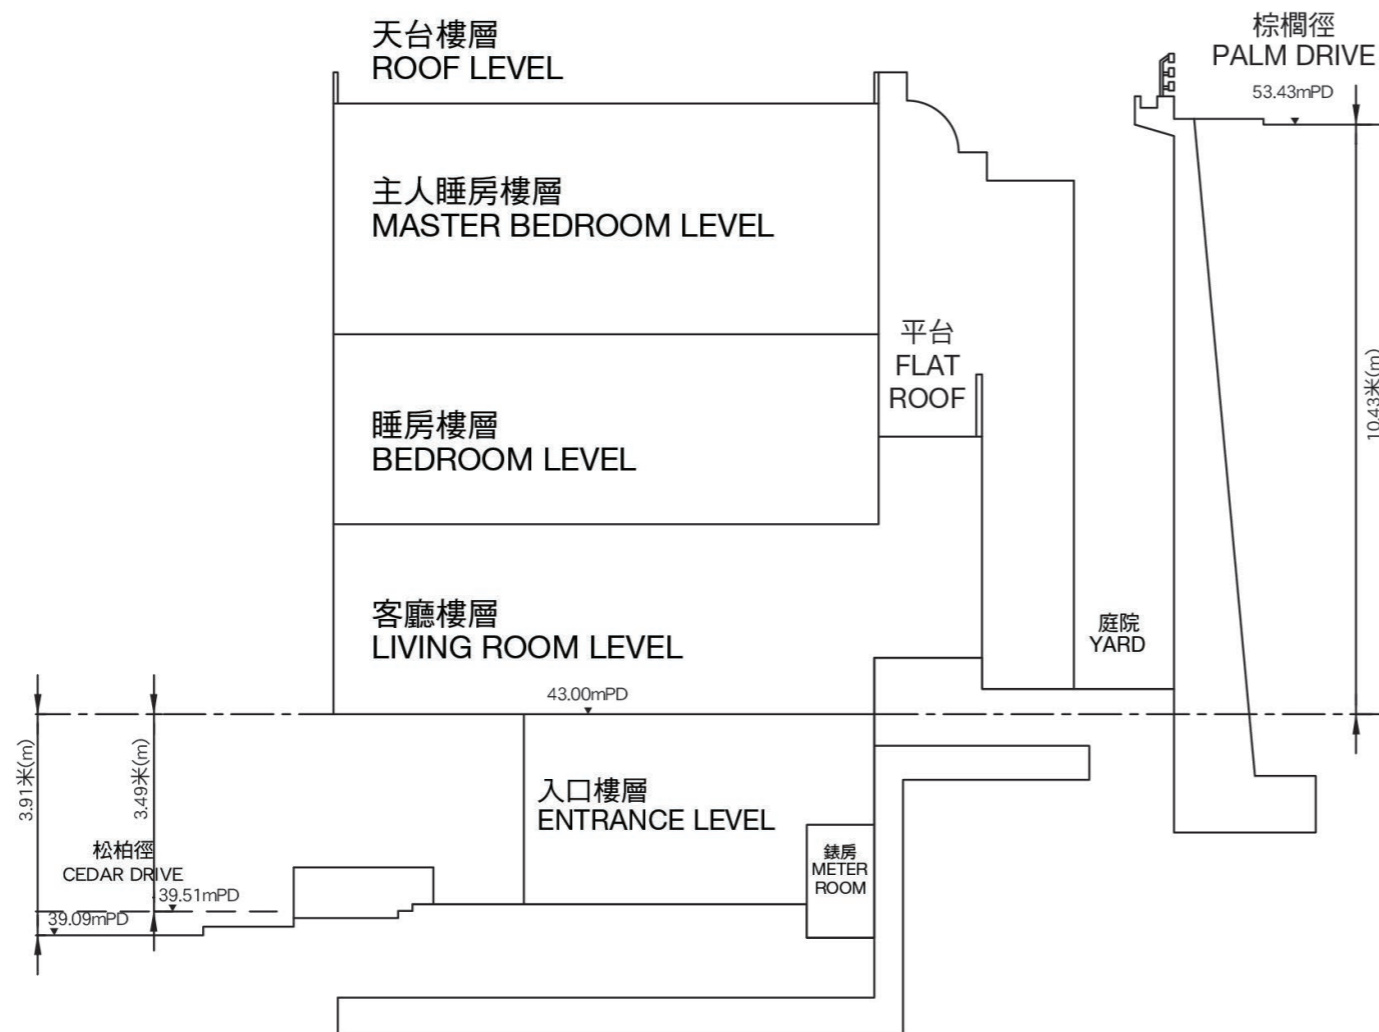 天台樓層
ROOF LEVEL
棕櫚徑
PALM DRIVE
53.43mPD
主人睡房樓層
MASTER BEDROOM LEVEL
平台
FLAT
ROOF
10.43米(m)
睡房樓層
BEDROOM LEVEL
客廳樓層
LIVING ROOM LEVEL
庭院
YARD
43.00mPD
3.91米(m)
3.49米(m)
入口樓層
ENTRANCE LEVEL
錶房
METER
ROOM
松柏徑
CEDAR DRIVE
39.51mPD
39.09mPD